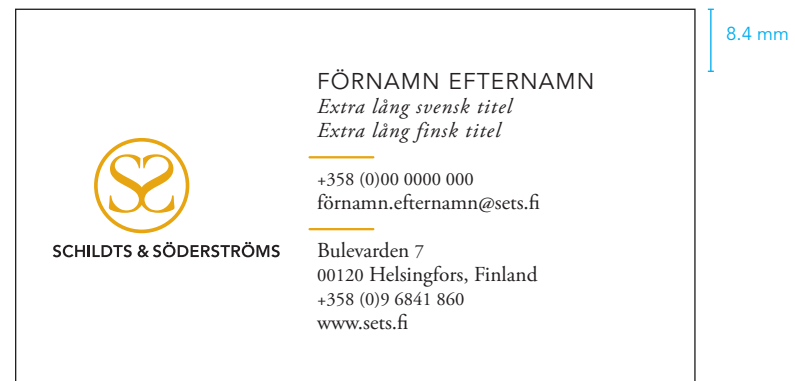 8.4 mm
FÖRNAMN EFTERNAMN
Extra lång svensk titel
Extra lång finsk titel
+358 (0)00 0000 000
förnamn.efternamn@sets.fi
SS
SCHILDTS & SÖDERSTRÖMS
Bulevarden 7
00120 Helsingfors, Finland
+358 (0)9 6841 860
www.sets.fi